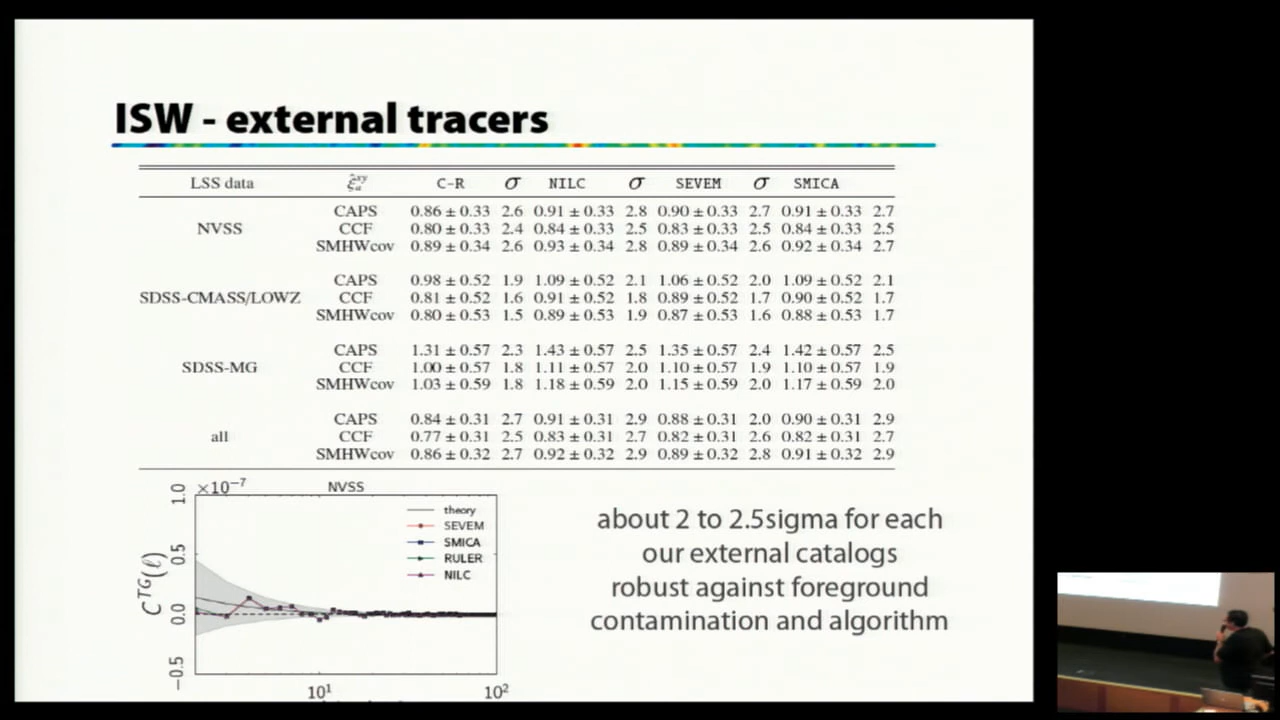 ISW - external tracers
LSS data ξ̂ₐˣʸ C-R σ NILC σ SEVEM σ SMICA
CAPS 0.86 ± 0.33 2.6 0.91 ± 0.33 2.8 0.90 ± 0.33 2.7 0.91 ± 0.33 2.7
NVSS CCF 0.80 ± 0.33 2.4 0.84 ± 0.33 2.5 0.83 ± 0.33 2.5 0.84 ± 0.33 2.5
SMHWcov 0.89 ± 0.34 2.6 0.93 ± 0.34 2.8 0.89 ± 0.34 2.6 0.92 ± 0.34 2.7
CAPS 0.98 ± 0.52 1.9 1.09 ± 0.52 2.1 1.06 ± 0.52 2.0 1.09 ± 0.52 2.1
SDSS-CMASS/LOWZ CCF 0.81 ± 0.52 1.6 0.91 ± 0.52 1.8 0.89 ± 0.52 1.7 0.90 ± 0.52 1.7
SMHWcov 0.80 ± 0.53 1.5 0.89 ± 0.53 1.9 0.87 ± 0.53 1.6 0.88 ± 0.53 1.7
CAPS 1.31 ± 0.57 2.3 1.43 ± 0.57 2.5 1.35 ± 0.57 2.4 1.42 ± 0.57 2.5
SDSS-MG CCF 1.00 ± 0.57 1.8 1.11 ± 0.57 2.0 1.10 ± 0.57 1.9 1.10 ± 0.57 1.9
SMHWcov 1.03 ± 0.59 1.8 1.18 ± 0.59 2.0 1.15 ± 0.59 2.0 1.17 ± 0.59 2.0
CAPS 0.84 ± 0.31 2.7 0.91 ± 0.31 2.9 0.88 ± 0.31 2.0 0.90 ± 0.31 2.9
all CCF 0.77 ± 0.31 2.5 0.83 ± 0.31 2.7 0.82 ± 0.31 2.6 0.82 ± 0.31 2.7
SMHWcov 0.86 ± 0.32 2.7 0.92 ± 0.32 2.9 0.89 ± 0.32 2.8 0.91 ± 0.32 2.9
×10⁻⁷ NVSS
1.0
0.5
0.0
−0.5
C^TG(ℓ)
theory
SEVEM
SMICA
RULER
NILC
10¹ 10²
about 2 to 2.5sigma for each
our external catalogs
robust against foreground
contamination and algorithm